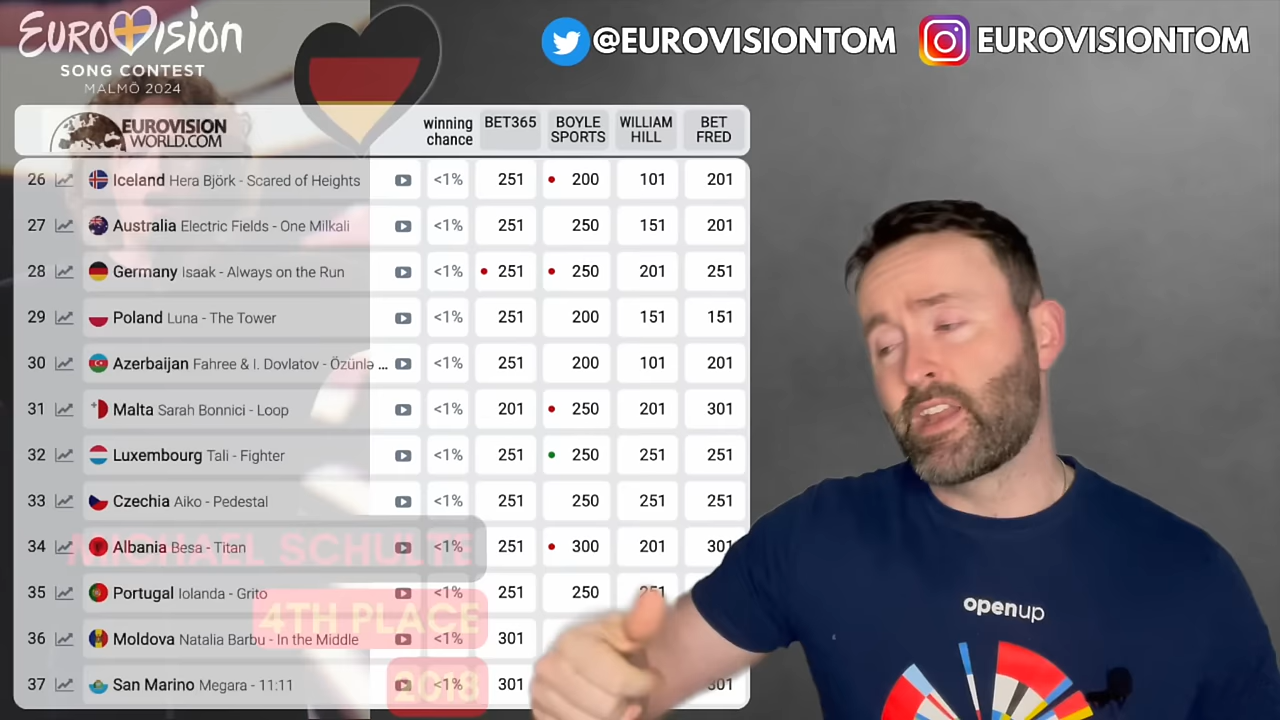 EUROVISION
SONG CONTEST
MALMÖ 2024
@EUROVISIONTOM
EUROVISIONTOM
EUROVISION
WORLD.COM
winning chance BET365 BOYLE SPORTS WILLIAM HILL BET FRED
26 Iceland Hera Björk - Scared of Heights <1% 251 200 101 201
27 Australia Electric Fields - One Milkali <1% 251 250 151 201
28 Germany Isaak - Always on the Run <1% 251 250 201 251
29 Poland Luna - The Tower <1% 251 200 151 151
30 Azerbaijan Fahree & I. Dovlatov - Özünlə ... <1% 251 200 101 201
31 Malta Sarah Bonnici - Loop <1% 201 250 201 301
32 Luxembourg Tali - Fighter <1% 251 250 251 251
33 Czechia Aiko - Pedestal <1% 251 250 251 251
34 Albania Besa - Titan <1% 251 300 201 301
35 Portugal Iolanda - Grito <1% 251 250 251
36 Moldova Natalia Barbu - In the Middle <1% 301
37 San Marino Megara - 11:11 <1% 301 301
MICHAEL SCHULTE
4TH PLACE
2018
openup